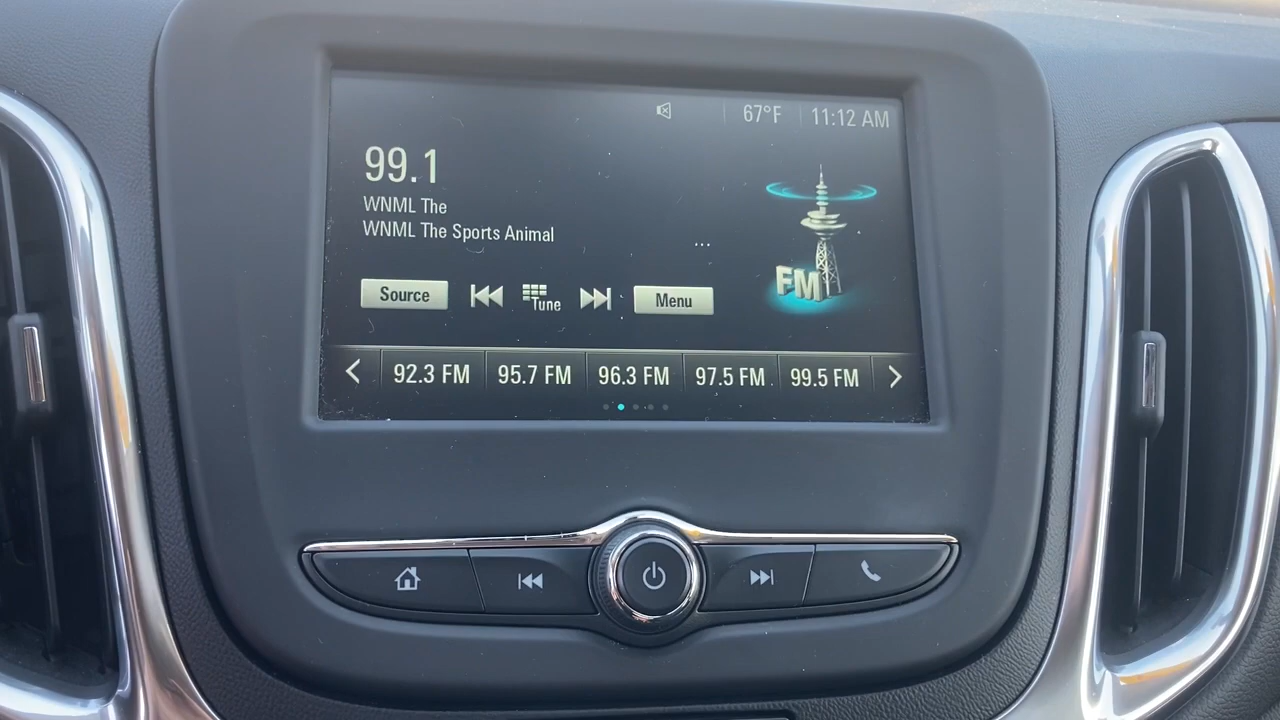 67°F 11:12 AM
99.1
WNML The
WNML The Sports Animal
...
FM
Source Tune Menu
92.3 FM 95.7 FM 96.3 FM 97.5 FM 99.5 FM